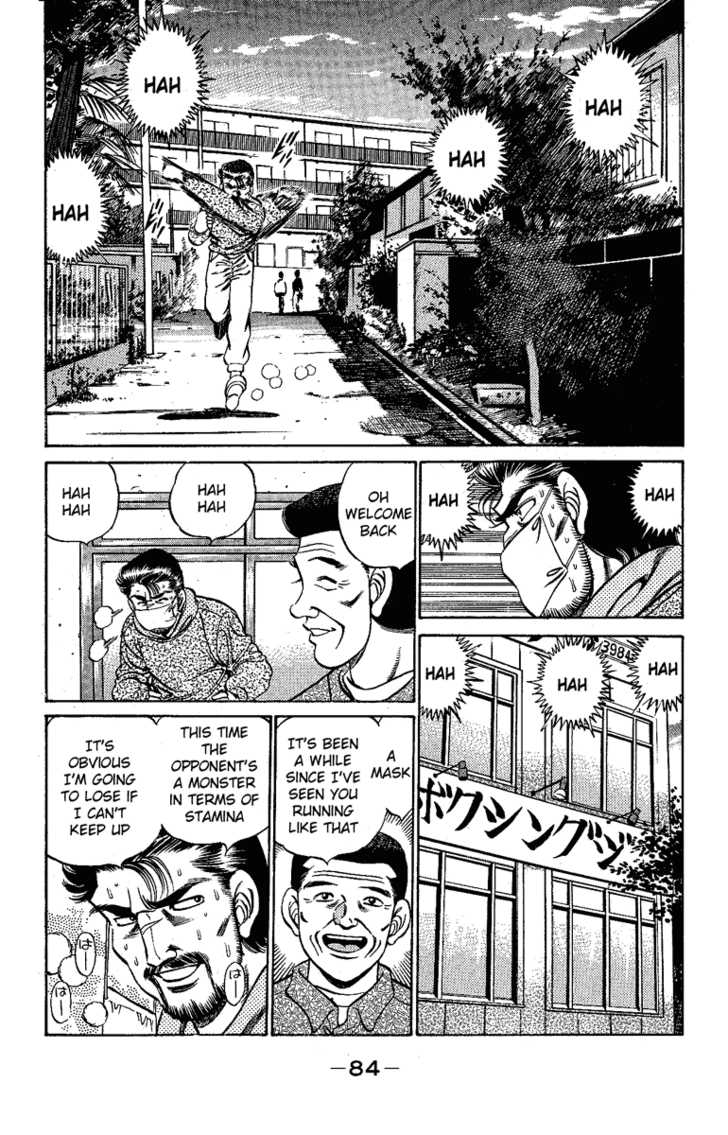 HAH
HAH
HAH
HAH
HAH
HAH
HAH
HAH
HAH
3984
ボクシングジ
OH
WELCOME
BACK
HAH
HAH
HAH
HAH
A
MASK
IT'S BEEN
A WHILE
SINCE I'VE
SEEN YOU
RUNNING
LIKE THAT
THIS TIME
THE
OPPONENT'S
A MONSTER
IN TERMS OF
STAMINA
IT'S
OBVIOUS
I'M GOING
TO LOSE IF
I CAN'T
KEEP UP
はー
はー
はー
—84—